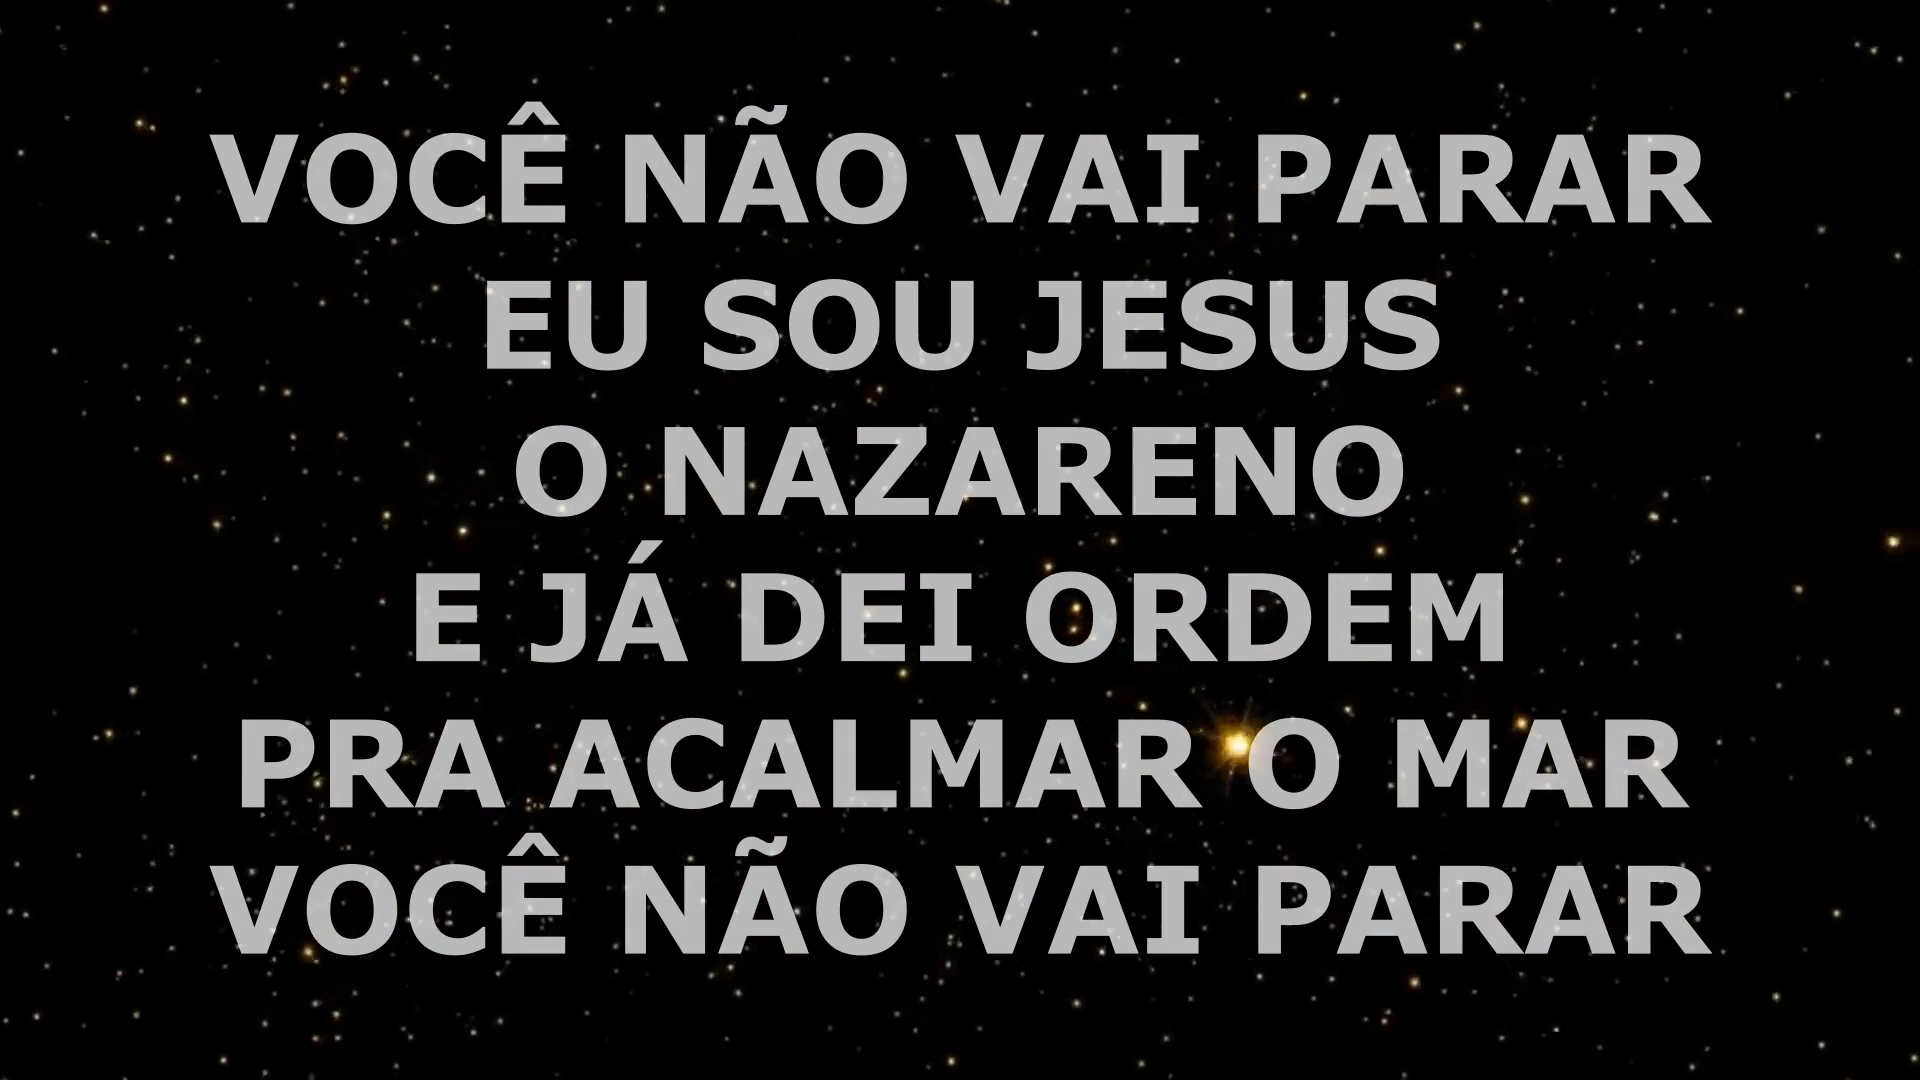 VOCÊ NÃO VAI PARAR
EU SOU JESUS
O NAZARENO
E JÁ DEI ORDEM
PRA ACALMAR O MAR
VOCÊ NÃO VAI PARAR